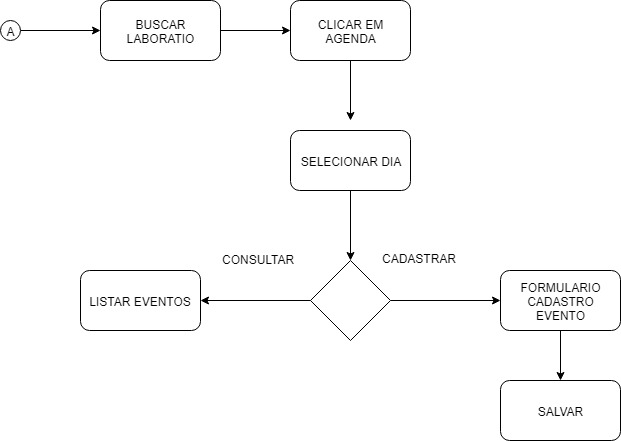 A
BUSCAR
LABORATIO
CLICAR EM
AGENDA
SELECIONAR DIA
CONSULTAR
CADASTRAR
LISTAR EVENTOS
FORMULARIO
CADASTRO
EVENTO
SALVAR